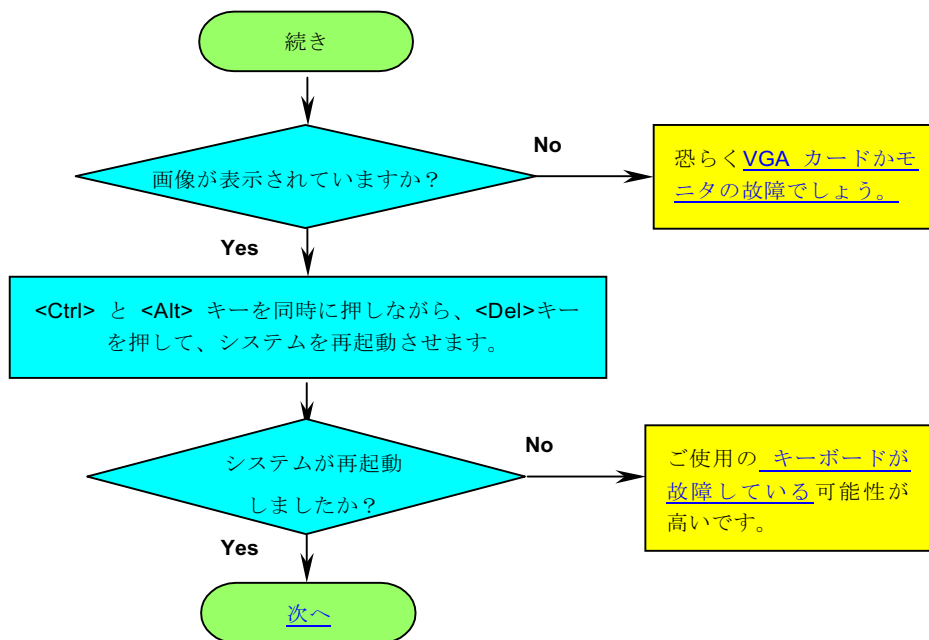 続き
画像が表示されていますか？
No
恐らくVGA カードかモ
ニタの故障でしょう。
Yes
<Ctrl> と <Alt> キーを同時に押しながら、<Del>キー
を押して、システムを再起動させます。
システムが再起動
しましたか？
No
ご使用の キーボードが
故障している可能性が
高いです。
Yes
次へ